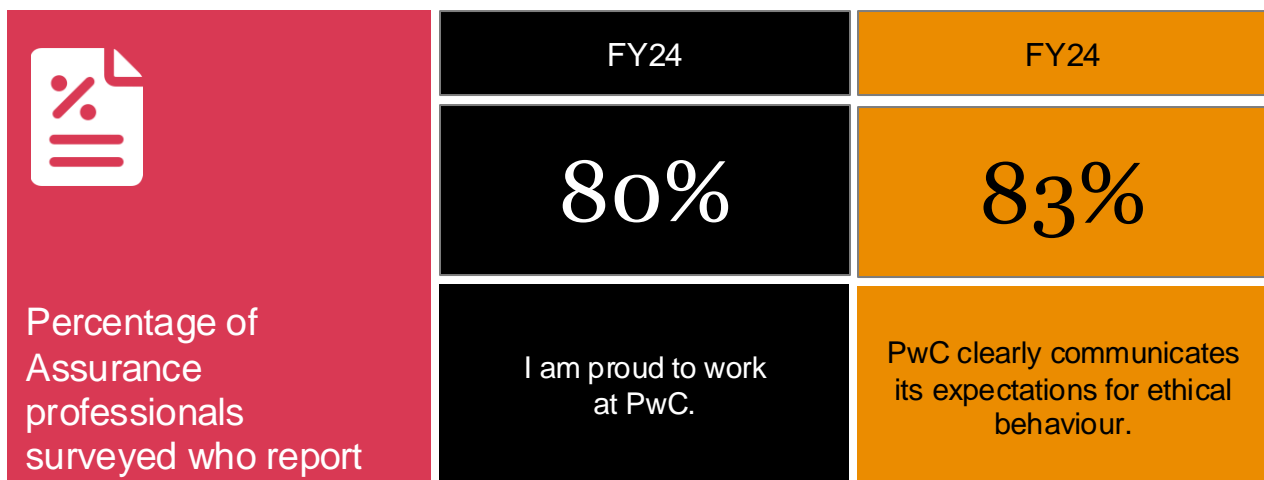 Percentage of
Assurance
professionals
surveyed who report
FY24
80%
I am proud to work
at PwC.
FY24
83%
PwC clearly communicates
its expectations for ethical
behaviour.